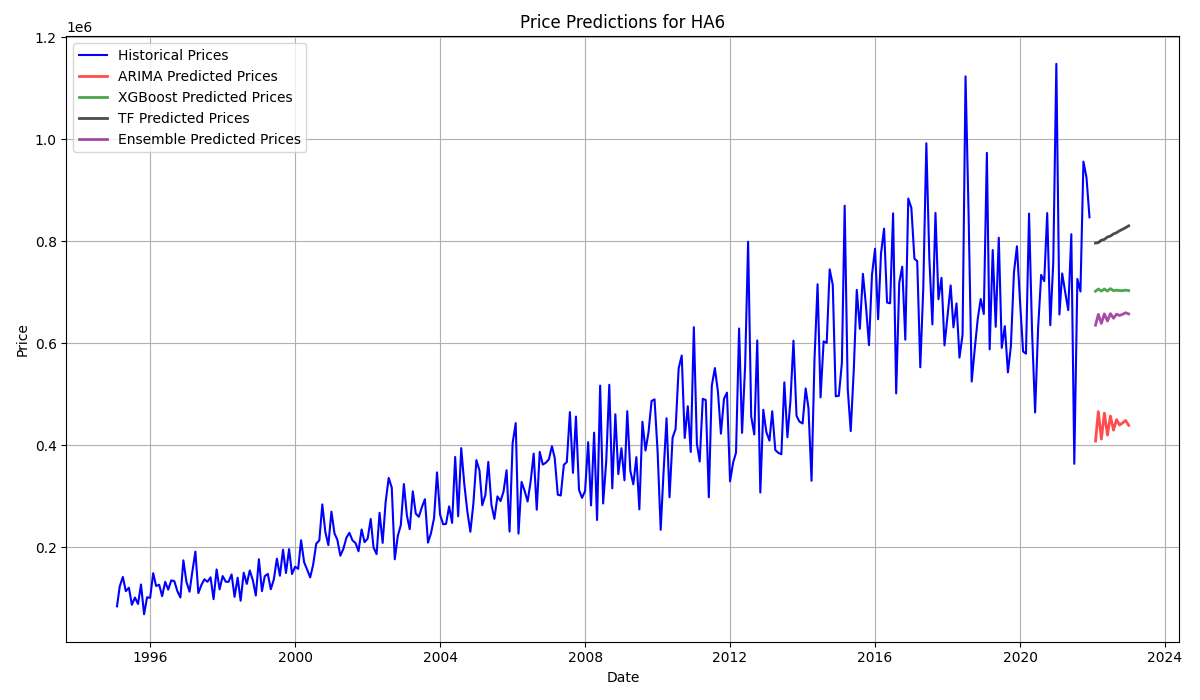 Price Predictions for HA6
1e6
1.2
1.0
0.8
0.6
0.4
0.2
Price
Historical Prices
ARIMA Predicted Prices
XGBoost Predicted Prices
TF Predicted Prices
Ensemble Predicted Prices
1996 2000 2004 2008 2012 2016 2020 2024
Date